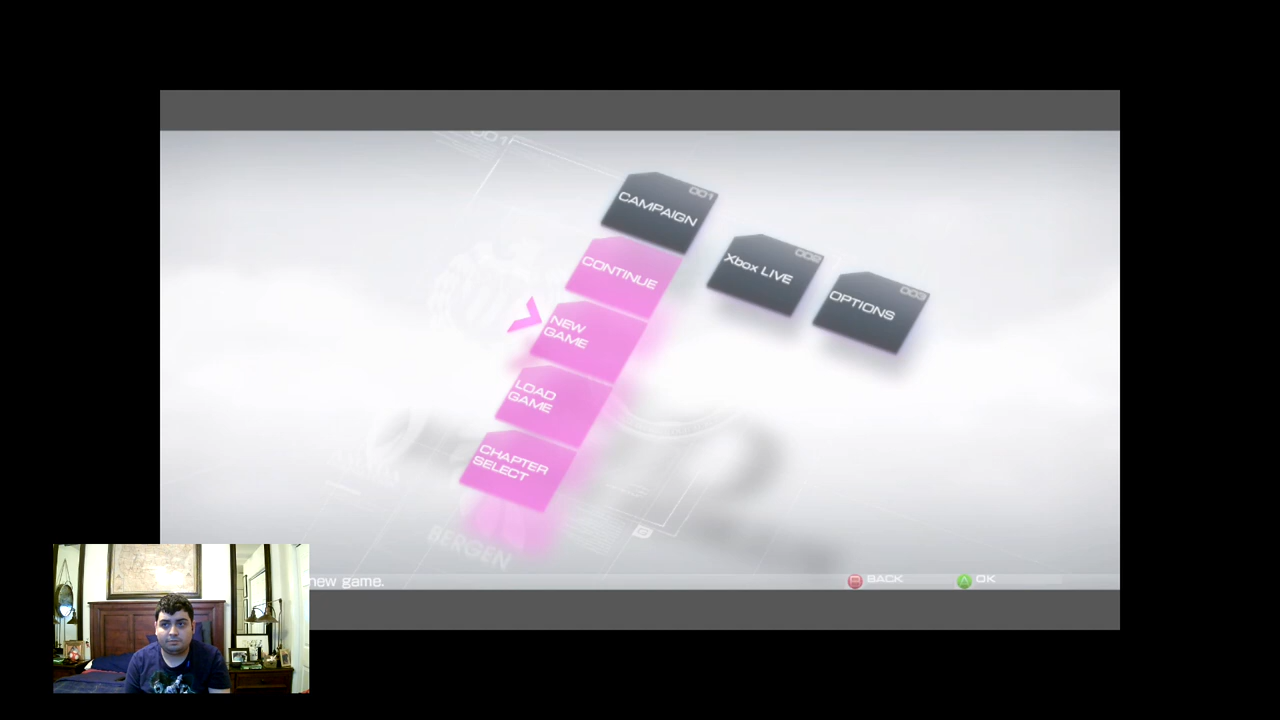 001
CAMPAIGN
001
CONTINUE
NEW
GAME
LOAD
GAME
CHAPTER
SELECT
Xbox LIVE
002
OPTIONS
003
BERGEN
new game.
B BACK
A OK